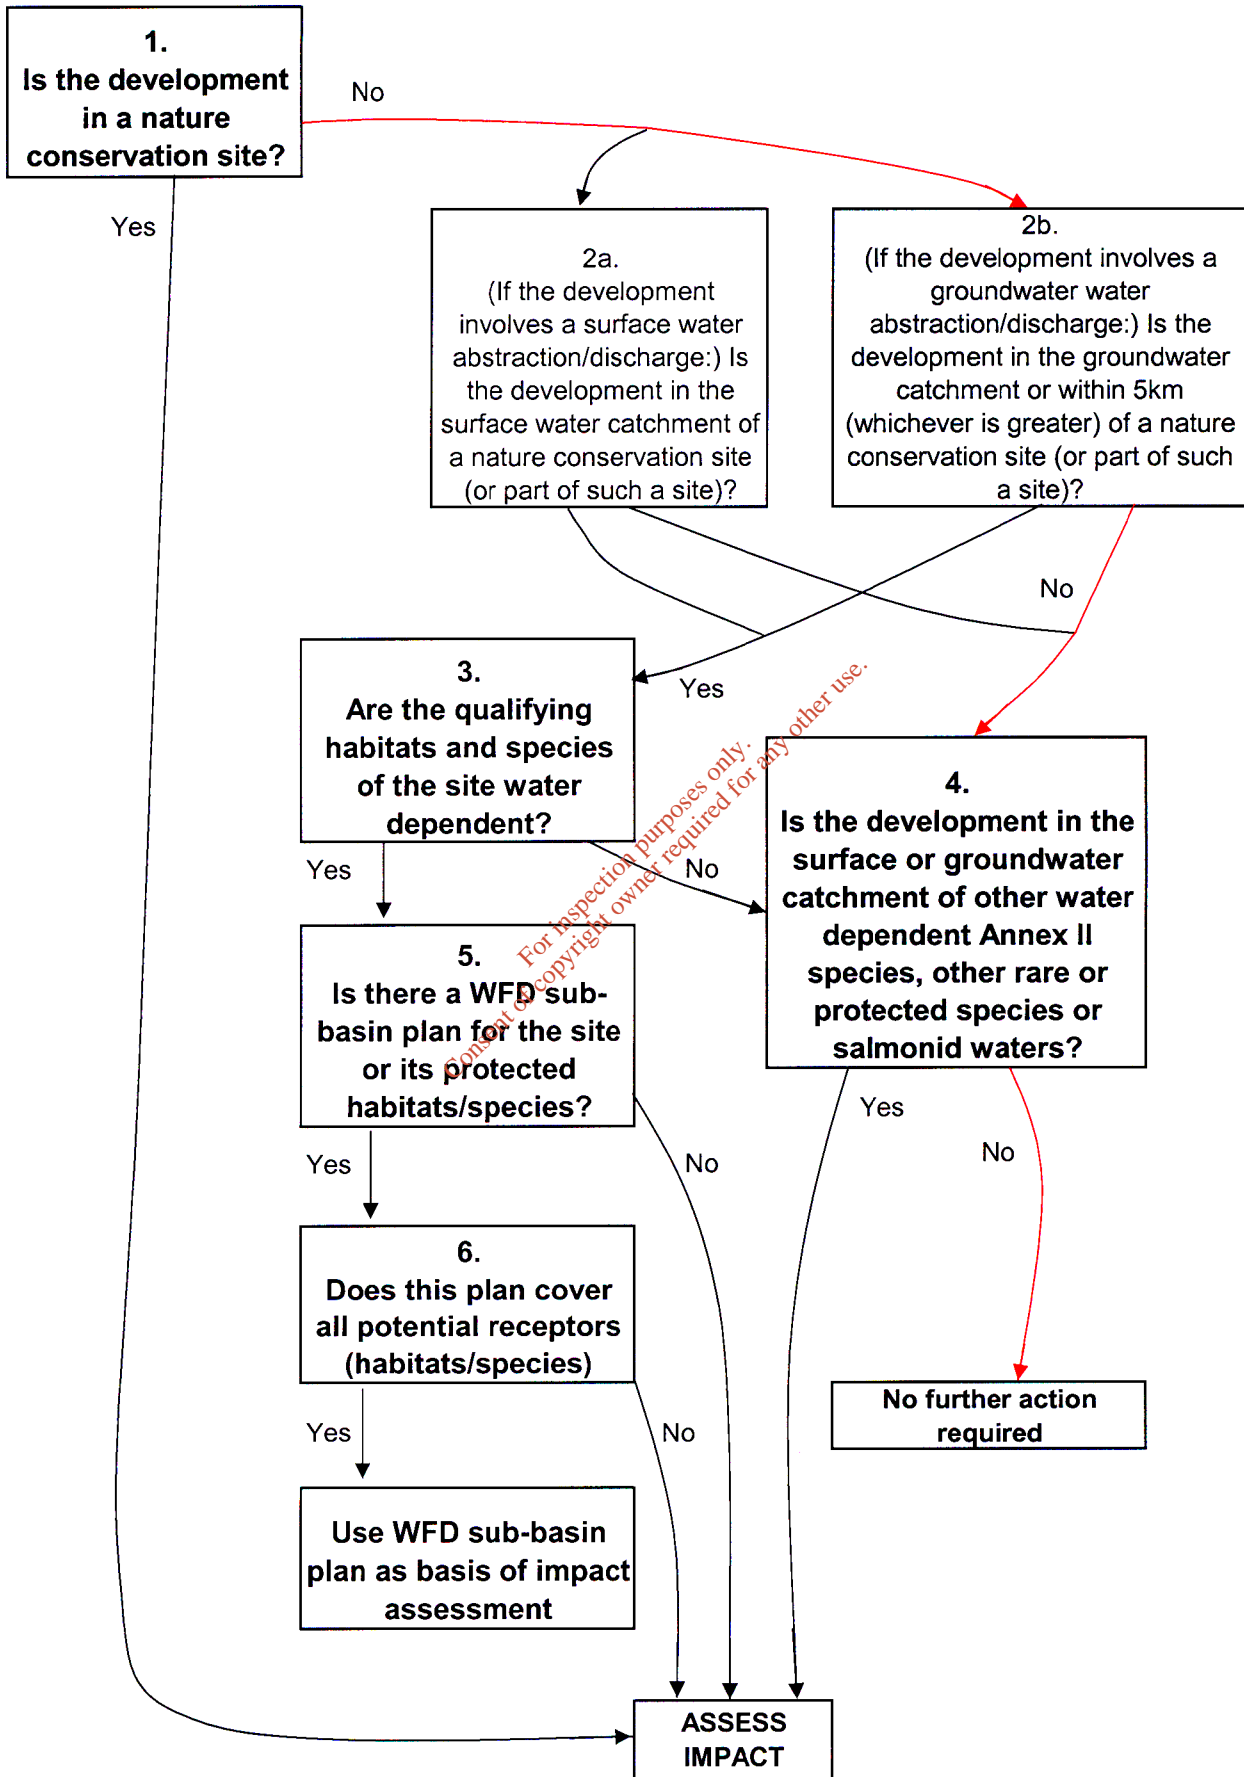 1.
Is the development
in a nature
conservation site?
No
Yes
2a.
(If the development
involves a surface water
abstraction/discharge:) Is
the development in the
surface water catchment of
a nature conservation site
(or part of such a site)?
2b.
(If the development involves a
groundwater water
abstraction/discharge:) Is the
development in the groundwater
catchment or within 5km
(whichever is greater) of a nature
conservation site (or part of such
a site)?
No
Yes
3.
Are the qualifying
habitats and species
of the site water
dependent?
Yes
No
4.
Is the development in the
surface or groundwater
catchment of other water
dependent Annex II
species, other rare or
protected species or
salmonid waters?
For inspection purposes only.
Consent of copyright owner required for any other use.
5.
Is there a WFD sub-
basin plan for the site
or its protected
habitats/species?
Yes
No
Yes
No
6.
Does this plan cover
all potential receptors
(habitats/species)
Yes
No
No further action
required
Use WFD sub-basin
plan as basis of impact
assessment
ASSESS
IMPACT